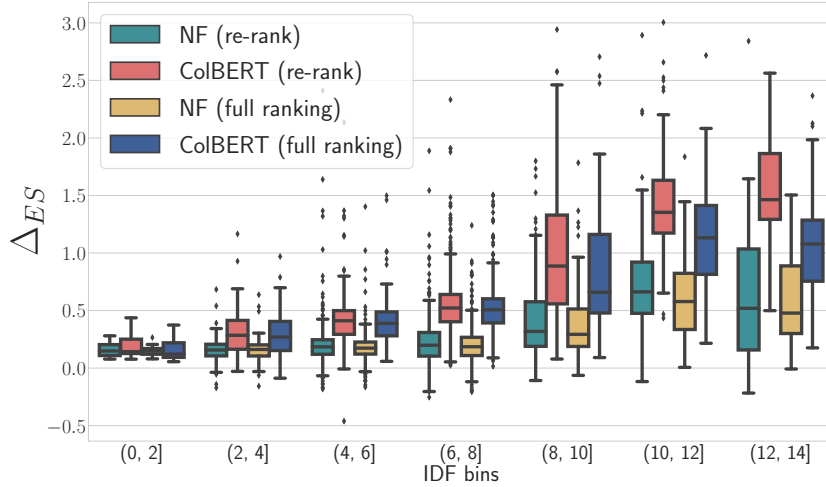 NF (re-rank)
ColBERT (re-rank)
NF (full ranking)
ColBERT (full ranking)
3.0
2.5
2.0
1.5
1.0
0.5
0.0
−0.5
Δ_ES
(0, 2] (2, 4] (4, 6] (6, 8] (8, 10] (10, 12] (12, 14]
IDF bins